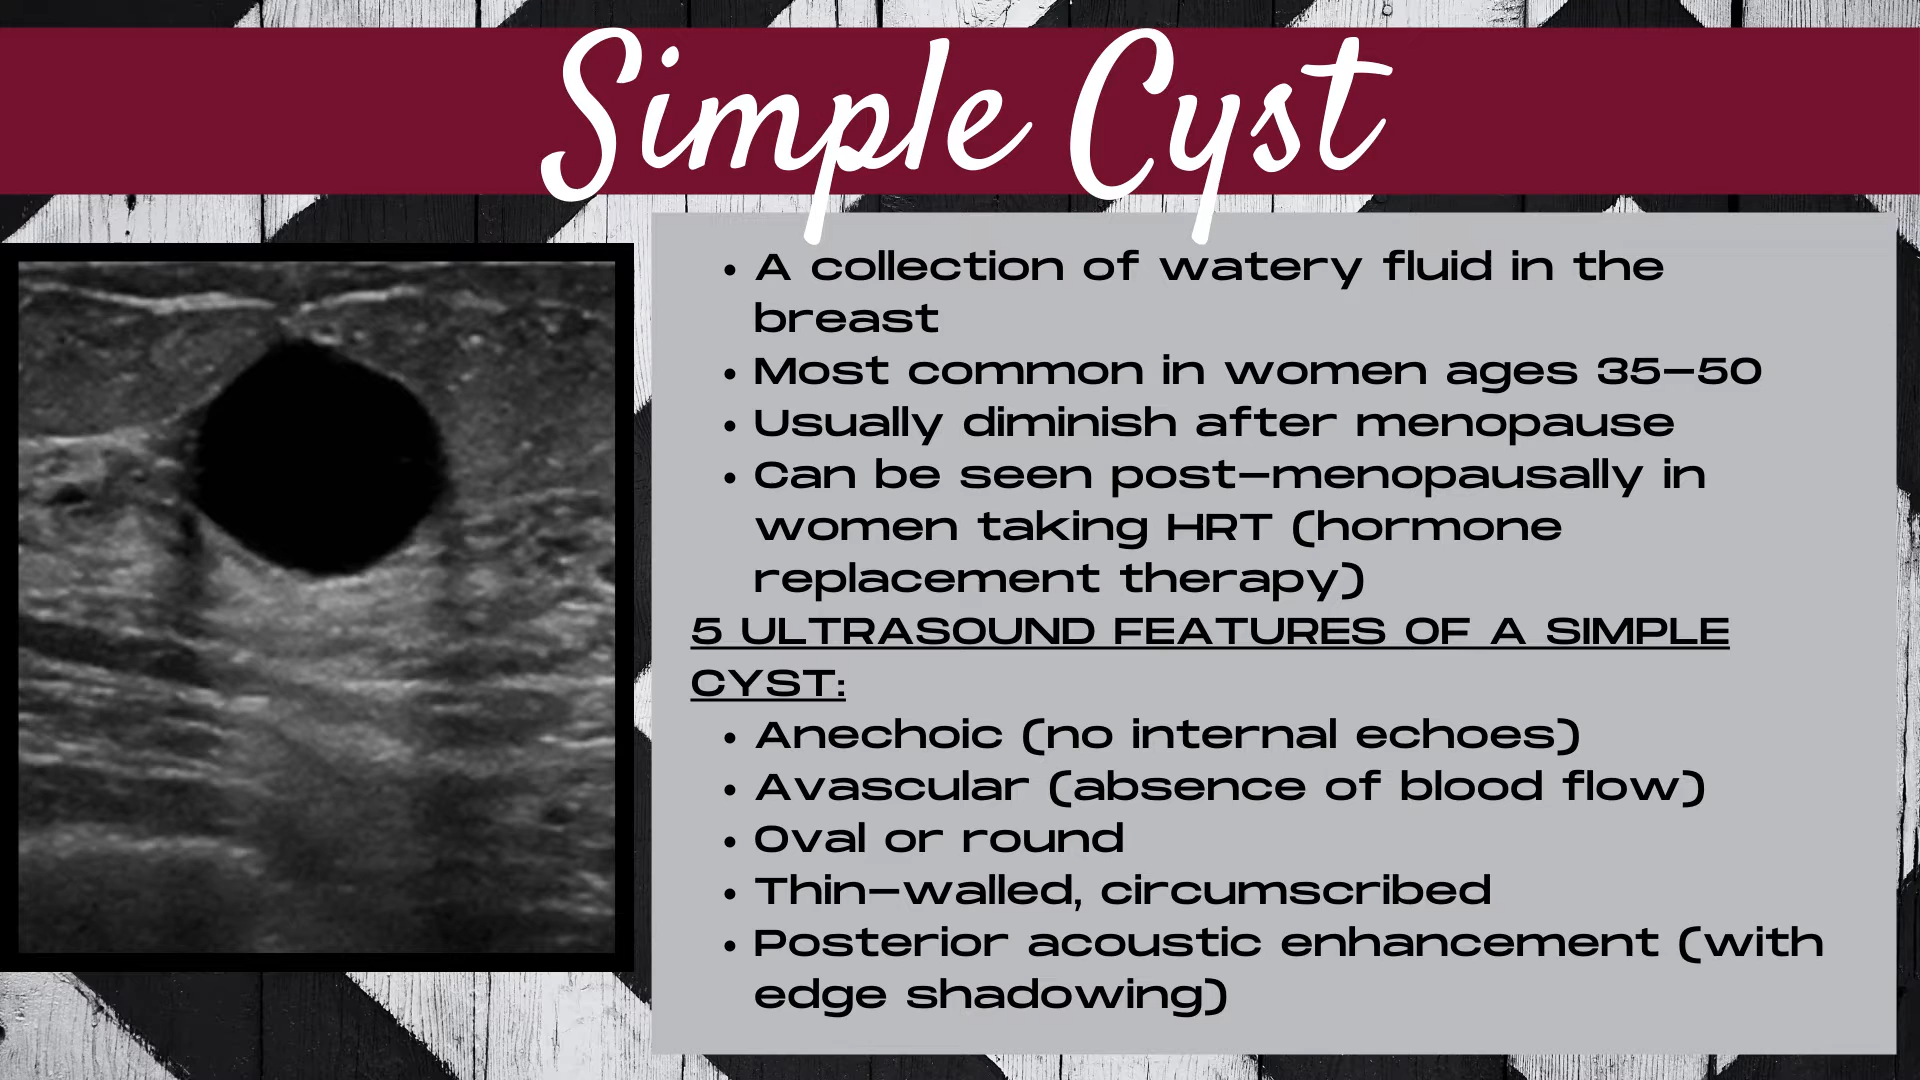 Simple Cyst
• A collection of watery fluid in the
breast
• Most common in women ages 35-50
• Usually diminish after menopause
• Can be seen post-menopausally in
women taking HRT (hormone
replacement therapy)
5 ULTRASOUND FEATURES OF A SIMPLE
CYST:
• Anechoic (no internal echoes)
• Avascular (absence of blood flow)
• Oval or round
• Thin-walled, circumscribed
• Posterior acoustic enhancement (with
edge shadowing)